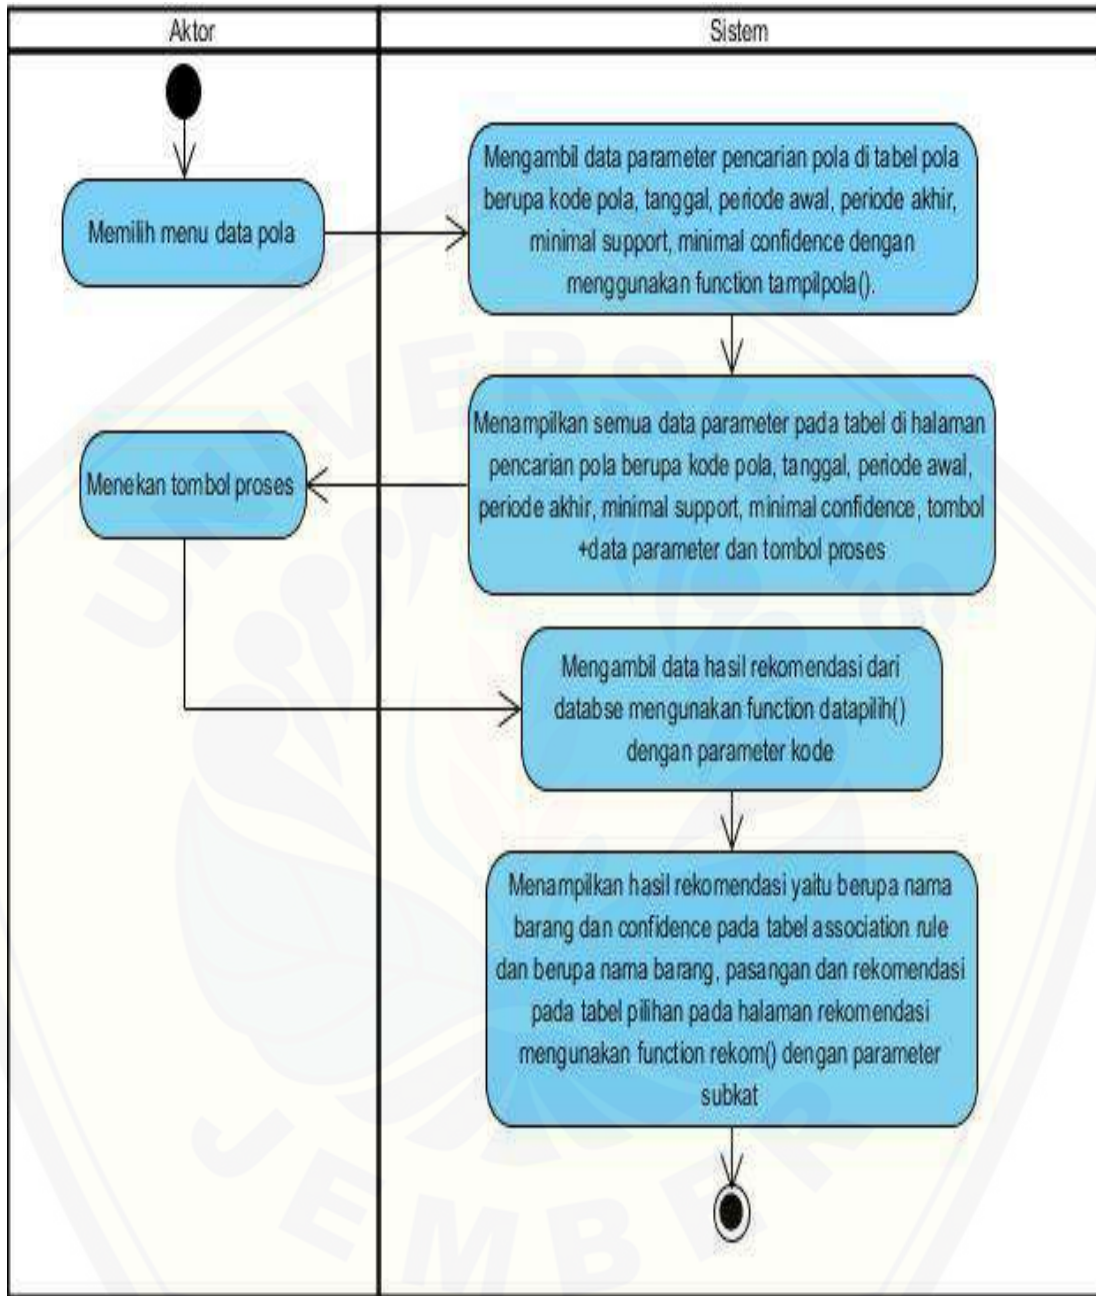 Aktor
Sistem
Memilih menu data pola
Mengambil data parameter pencarian pola di tabel pola
berupa kode pola, tanggal, periode awal, periode akhir,
minimal support, minimal confidence dengan
menggunakan function tampilpola().
Menampilkan semua data parameter pada tabel di halaman
pencarian pola berupa kode pola, tanggal, periode awal,
periode akhir, minimal support, minimal confidence, tombol
+data parameter dan tombol proses
Menekan tombol proses
Mengambil data hasil rekomendasi dari
databse mengunakan function datapilih()
dengan parameter kode
Menampilkan hasil rekomendasi yaitu berupa nama
barang dan confidence pada tabel association rule
dan berupa nama barang, pasangan dan rekomendasi
pada tabel pilihan pada halaman rekomendasi
mengunakan function rekom() dengan parameter
subkat
UNIVERSITAS
JEMBER